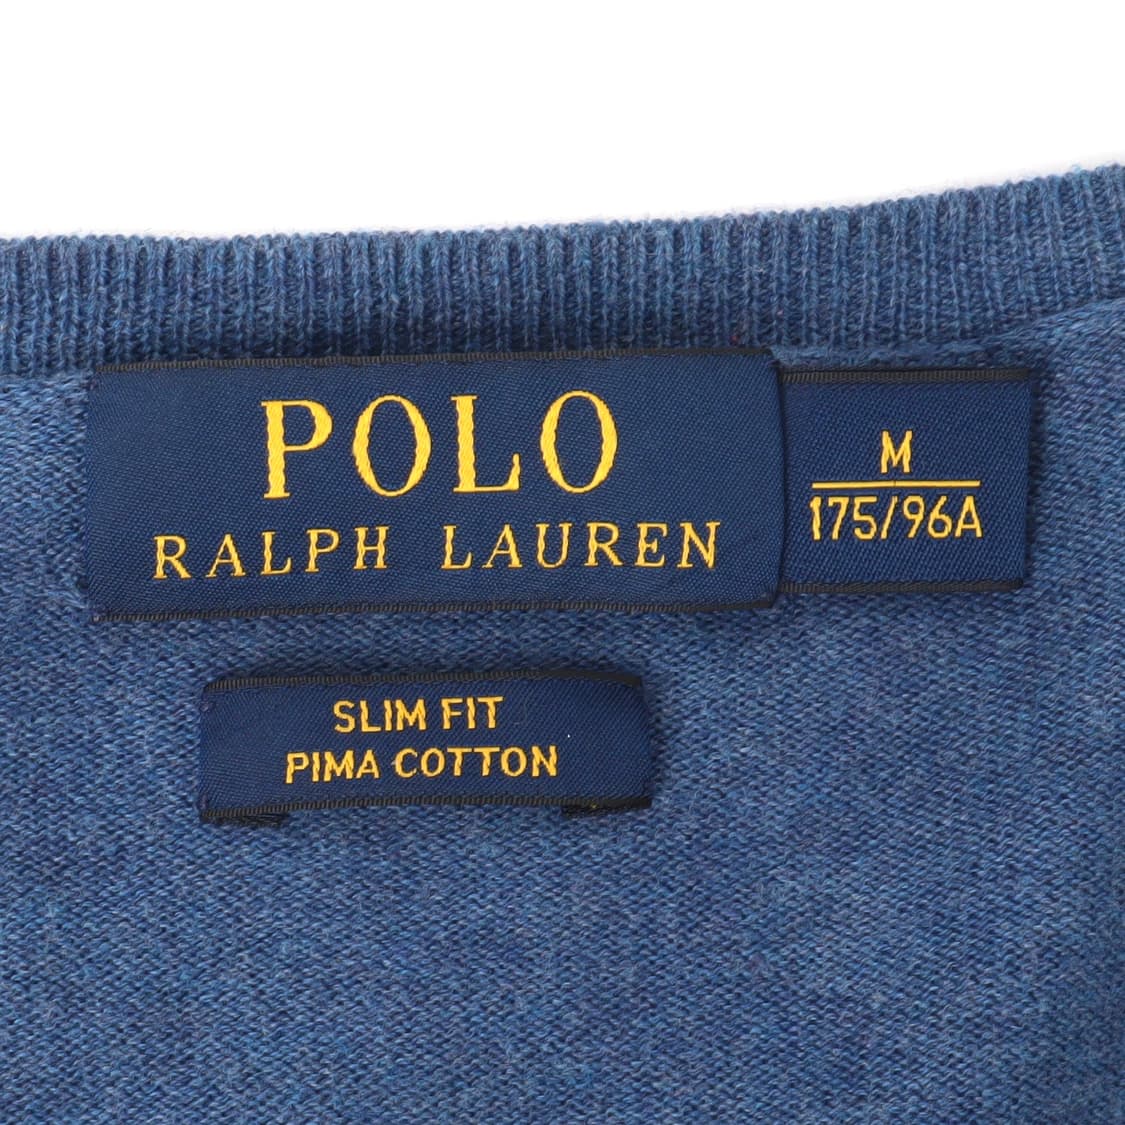 POLO
RALPH LAUREN
M
175/96A
SLIM FIT
PIMA COTTON